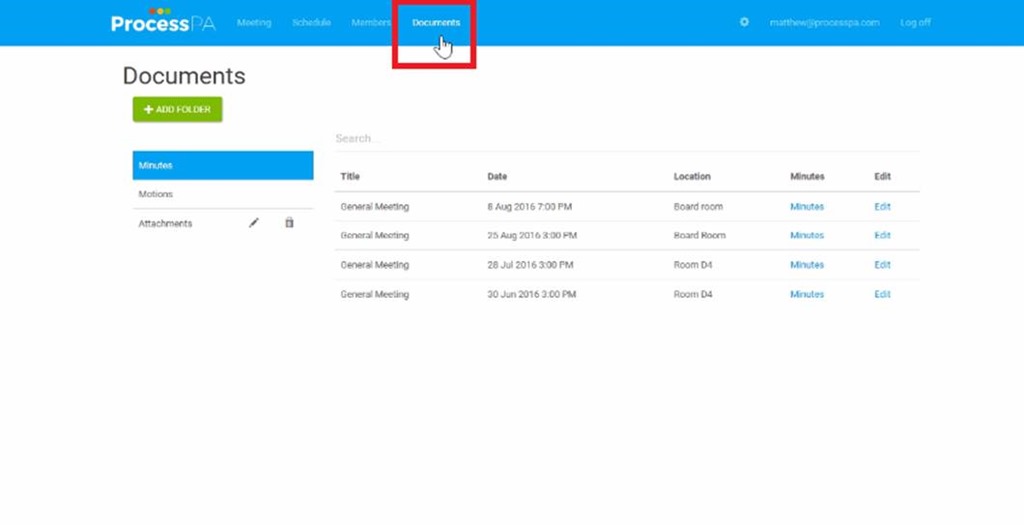 ProcessPA Meeting Schedule Members Documents matthew@processpa.com Log off
Documents
ADD FOLDER
Search...
Minutes
Motions
Attachments
Title Date Location Minutes Edit
General Meeting 8 Aug 2016 7:00 PM Board room Minutes Edit
General Meeting 25 Aug 2016 3:00 PM Board Room Minutes Edit
General Meeting 28 Jul 2016 3:00 PM Room D4 Minutes Edit
General Meeting 30 Jun 2016 3:00 PM Room D4 Minutes Edit